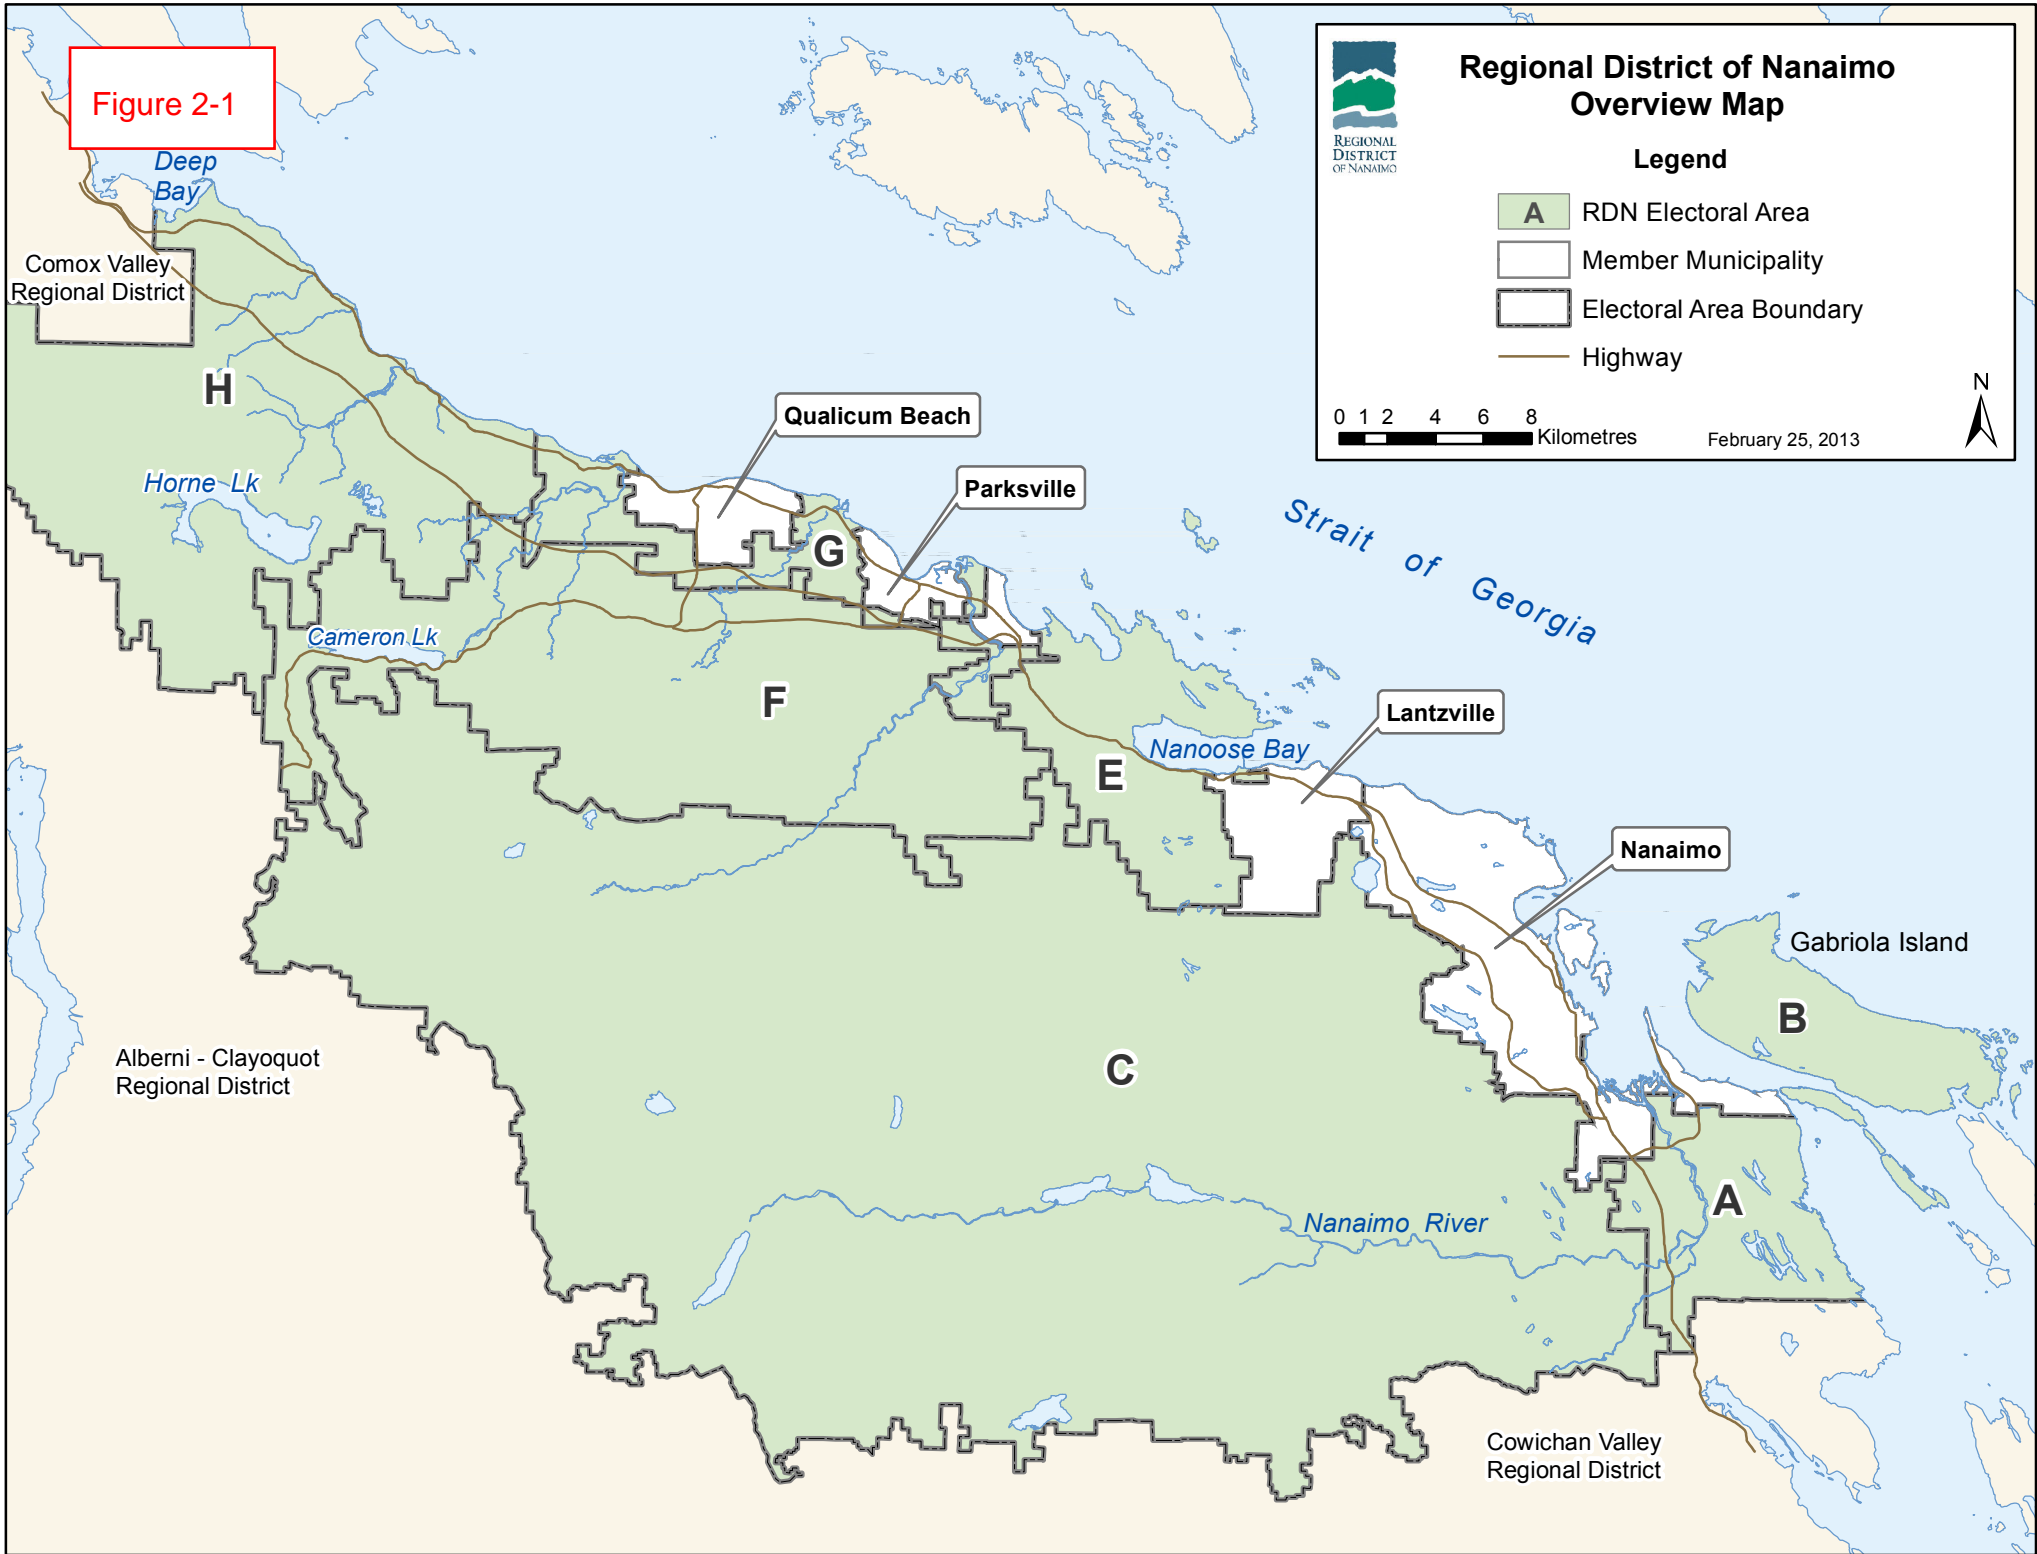 Figure 2-1
Regional District of Nanaimo
Overview Map
REGIONAL
DISTRICT
OF NANAIMO
Legend
A RDN Electoral Area
Member Municipality
Electoral Area Boundary
Highway
0 1 2 4 6 8
Kilometres
February 25, 2013
N
Deep
Bay
Comox Valley
Regional District
H
Qualicum Beach
Horne Lk
Parksville
Strait of Georgia
G
Cameron Lk
F
Lantzville
Nanoose Bay
E
Nanaimo
Gabriola Island
B
Alberni - Clayoquot
Regional District
C
A
Nanaimo River
Cowichan Valley
Regional District